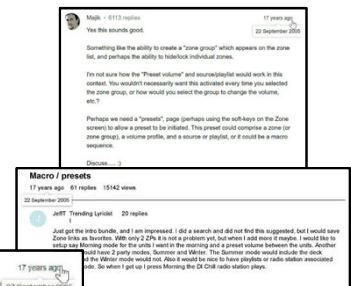 Majik · 6113 replies
17 years ago
22 September 2005
Yes this sounds good.
Something like the ability to create a "zone group" which appears on the zone
list, and perhaps the ability to hide/lock individual zones.
I'm not sure how the "Preset volume" and source/playlist would work in this
context. You wouldn't necessarily want this activated every time you selected
the zone group, or how would you select the group to change the volume,
etc.?
Perhaps we need a "presets", page (perhaps using the soft-keys on the Zone
screen) to allow a preset to be initiated. This preset could comprise a zone (or
zone group), a volume profile, and a source or playlist, or it could be a macro
sequence.
Discuss..... :)
Macro / presets
17 years ago 61 replies 15142 views
22 September 2005
J
JeffT Trending Lyricist 20 replies
Just got the intro bundle, and I am impressed. I did a search and did not find this suggested, but I would save
Zone links as favorites. With only 2 ZPs it is not a problem yet, but when I add more it maybe. I would like to
setup say Morning mode for the units I want in the morning and a preset volume between the units. Another
ould have 2 party modes, Summer and Winter. The Summer mode would include the deck
d the Winter mode would not. Also it would be nice to have playlists or radio station associated
ode. So when I get up I press Morning the DI Chill radio station plays.
17 years ago